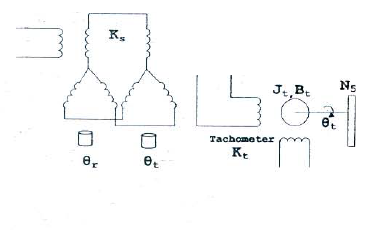 Kₛ
Jₜ, Bₜ
N₅
θₜ
Tachometer
Kₜ
θᵣ
θₜ